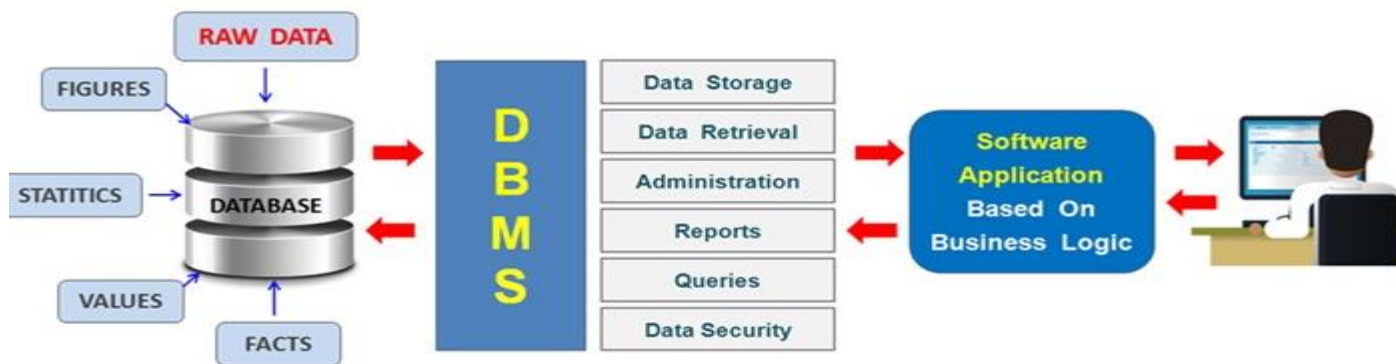 RAW DATA
FIGURES
STATITICS
DATABASE
VALUES
FACTS
D
B
M
S
Data Storage
Data Retrieval
Administration
Reports
Queries
Data Security
Software
Application
Based On
Business Logic